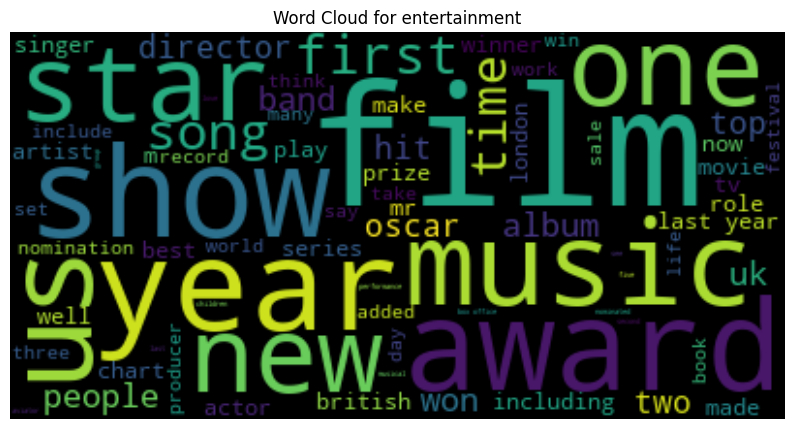 Word Cloud for entertainment
singer
director
first
winner
win
one
star
film
think
work
band
many
make
time
london
sale
festival
include
song
hit
top
now
artist
mrecord
play
prize
movie
show
take
tv
set
say
mr
oscar
album
role
last year
nomination
best
world
series
music
life
uk
us
year
performance
five
children
well
added
box office
nominated
new
award
three
chart
producer
day
musical
book
people
actor
british
won
including
two
made